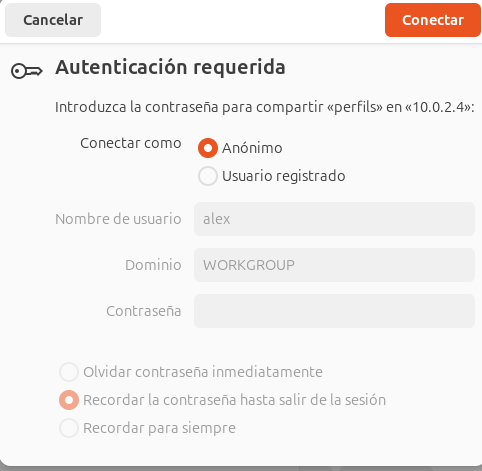 Cancelar
Conectar
Autenticación requerida
Introduzca la contraseña para compartir «perfils» en «10.0.2.4»:
Conectar como
Anónimo
Usuario registrado
Nombre de usuario
alex
Dominio
WORKGROUP
Contraseña
Olvidar contraseña inmediatamente
Recordar la contraseña hasta salir de la sesión
Recordar para siempre